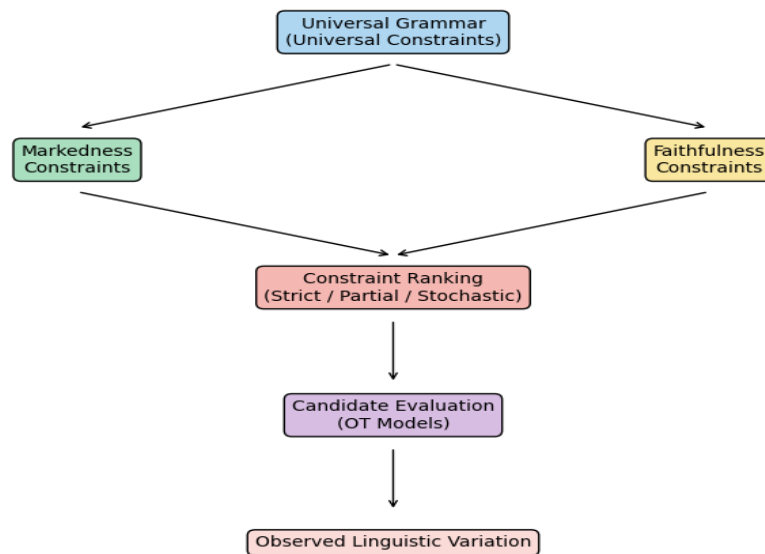 Universal Grammar
(Universal Constraints)
Markedness
Constraints
Faithfulness
Constraints
Constraint Ranking
(Strict / Partial / Stochastic)
Candidate Evaluation
(OT Models)
Observed Linguistic Variation